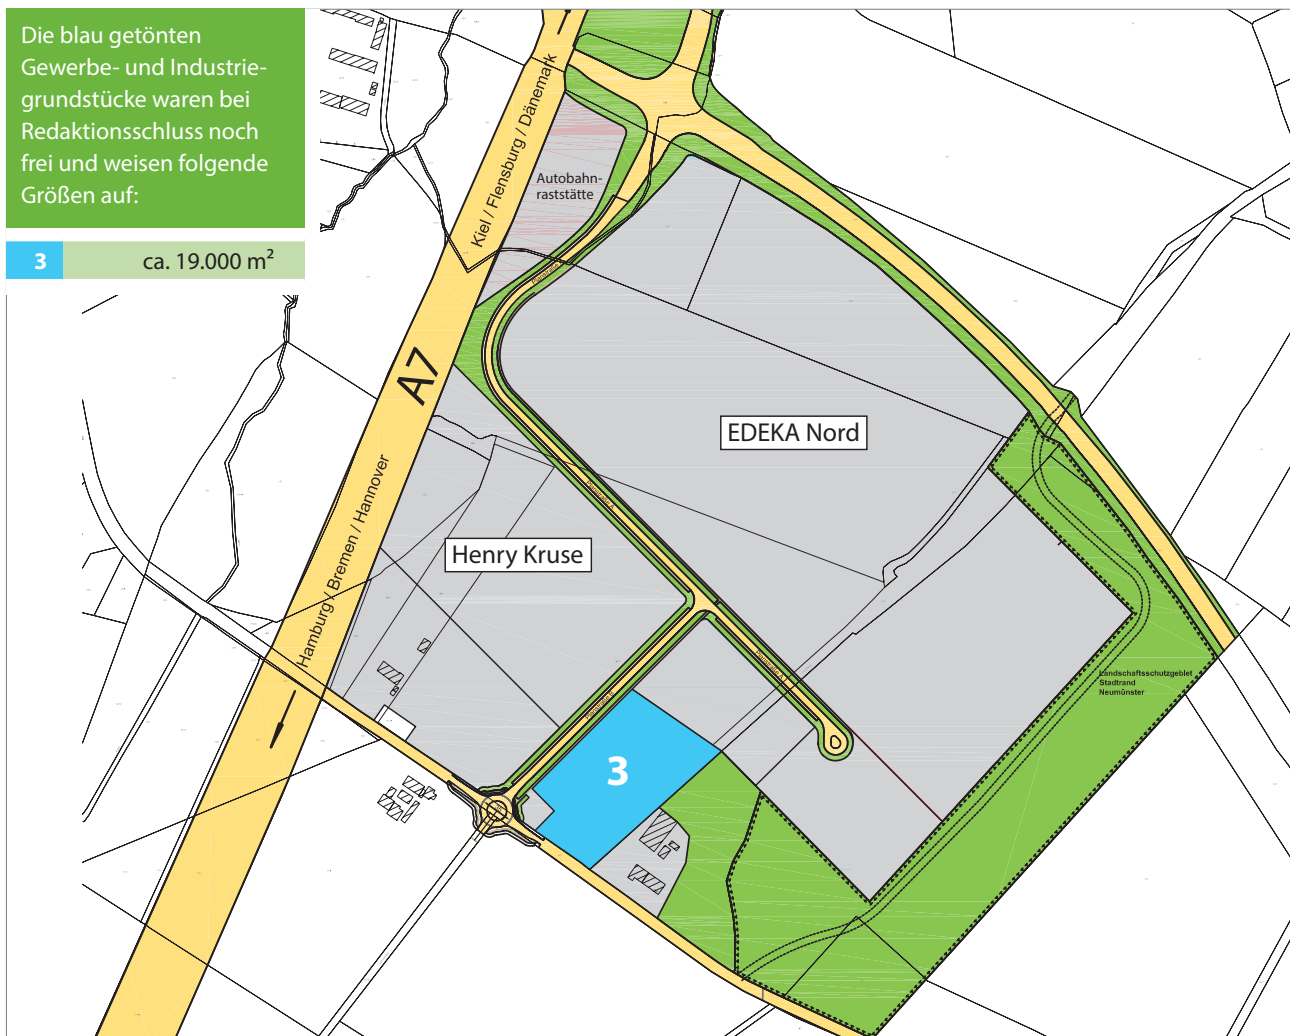 Die blau getönten
Gewerbe- und Industrie-
grundstücke waren bei
Redaktionsschluss noch
frei und weisen folgende
Größen auf:
3 ca. 19.000 m²
Kiel / Flensburg / Dänemark
Autobahn-
raststätte
A7
EDEKA Nord
Hamburg / Bremen / Hannover
Henry Kruse
Landschaftsschutzgebiet
Stadtrand
Neumünster
3